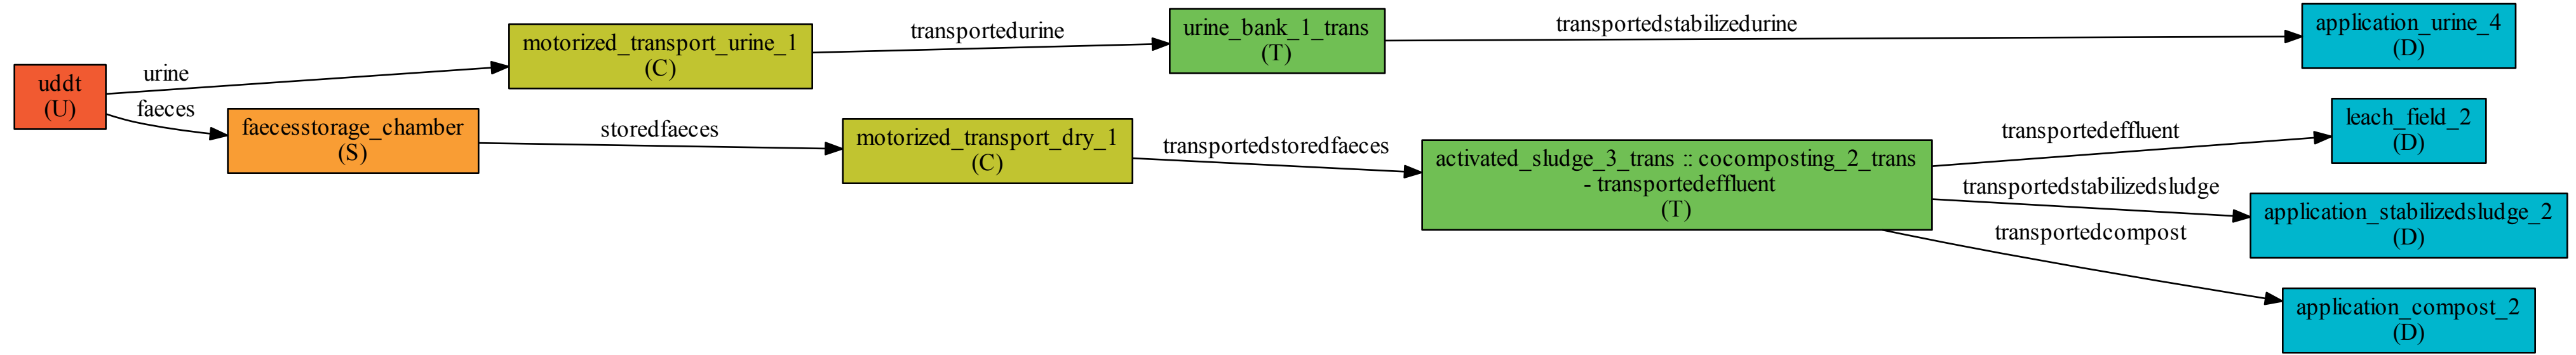 uddt
(U)
urine
faeces
motorized_transport_urine_1
(C)
transportedurine
urine_bank_1_trans
(T)
transportedstabilizedurine
application_urine_4
(D)
faecesstorage_chamber
(S)
storedfaeces
motorized_transport_dry_1
(C)
transportedstoredfaeces
activated_sludge_3_trans :: cocomposting_2_trans
- transportedeffluent
(T)
transportedeffluent
leach_field_2
(D)
transportedstabilizedsludge
application_stabilizedsludge_2
(D)
transportedcompost
application_compost_2
(D)